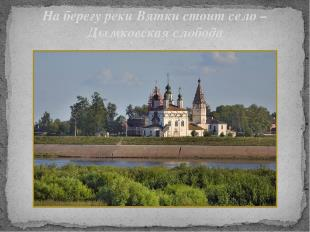 На берегу реки Вятки стоит село –
Дымковская слобода